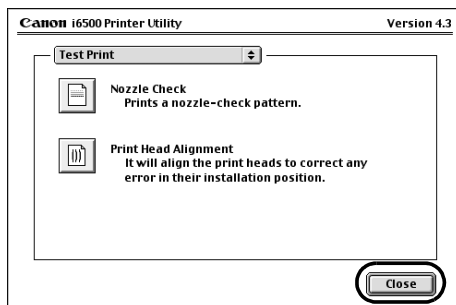 Canon i6500 Printer Utility Version 4.3
Test Print
Nozzle Check
Prints a nozzle-check pattern.
Print Head Alignment
It will align the print heads to correct any
error in their installation position.
Close